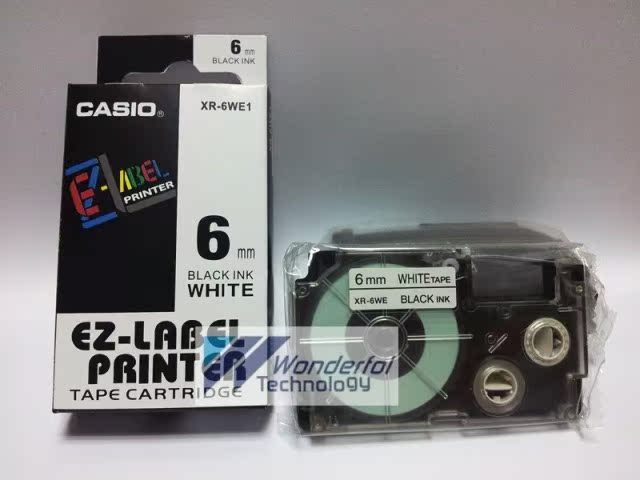 6 mm
BLACK INK
CASIO®
XR-6WE1
EZ-LABEL
PRINTER
6 mm
BLACK INK
WHITE
EZ-LABEL
PRINTER
TAPE CARTRIDGE
6mm WHITE TAPE
XR-6WE BLACK INK
Wonderfol
Technology